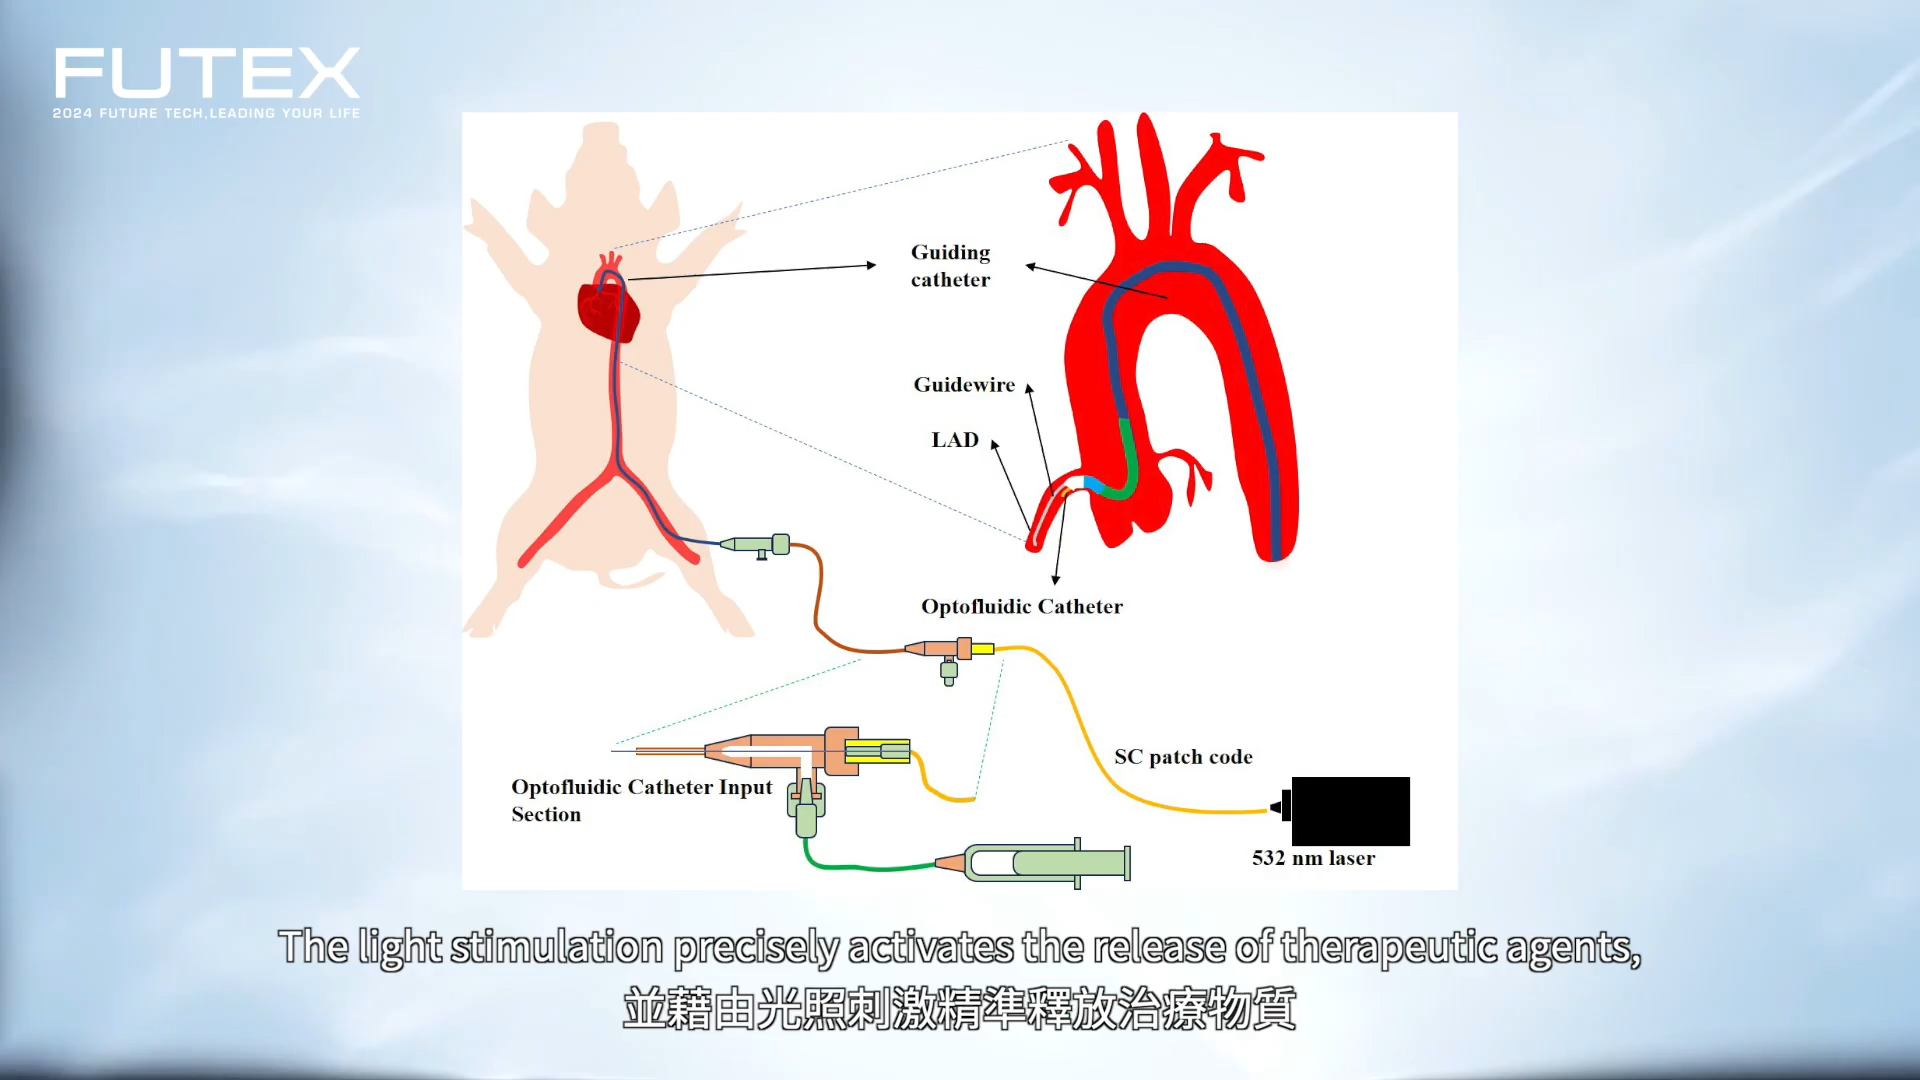 FUTEX
2024 FUTURE TECH,LEADING YOUR LIFE
Guiding
catheter
Guidewire
LAD
Optofluidic Catheter
Optofluidic Catheter Input
Section
SC patch code
532 nm laser
The light stimulation precisely activates the release of therapeutic agents,
並藉由光照刺激精準釋放治療物質